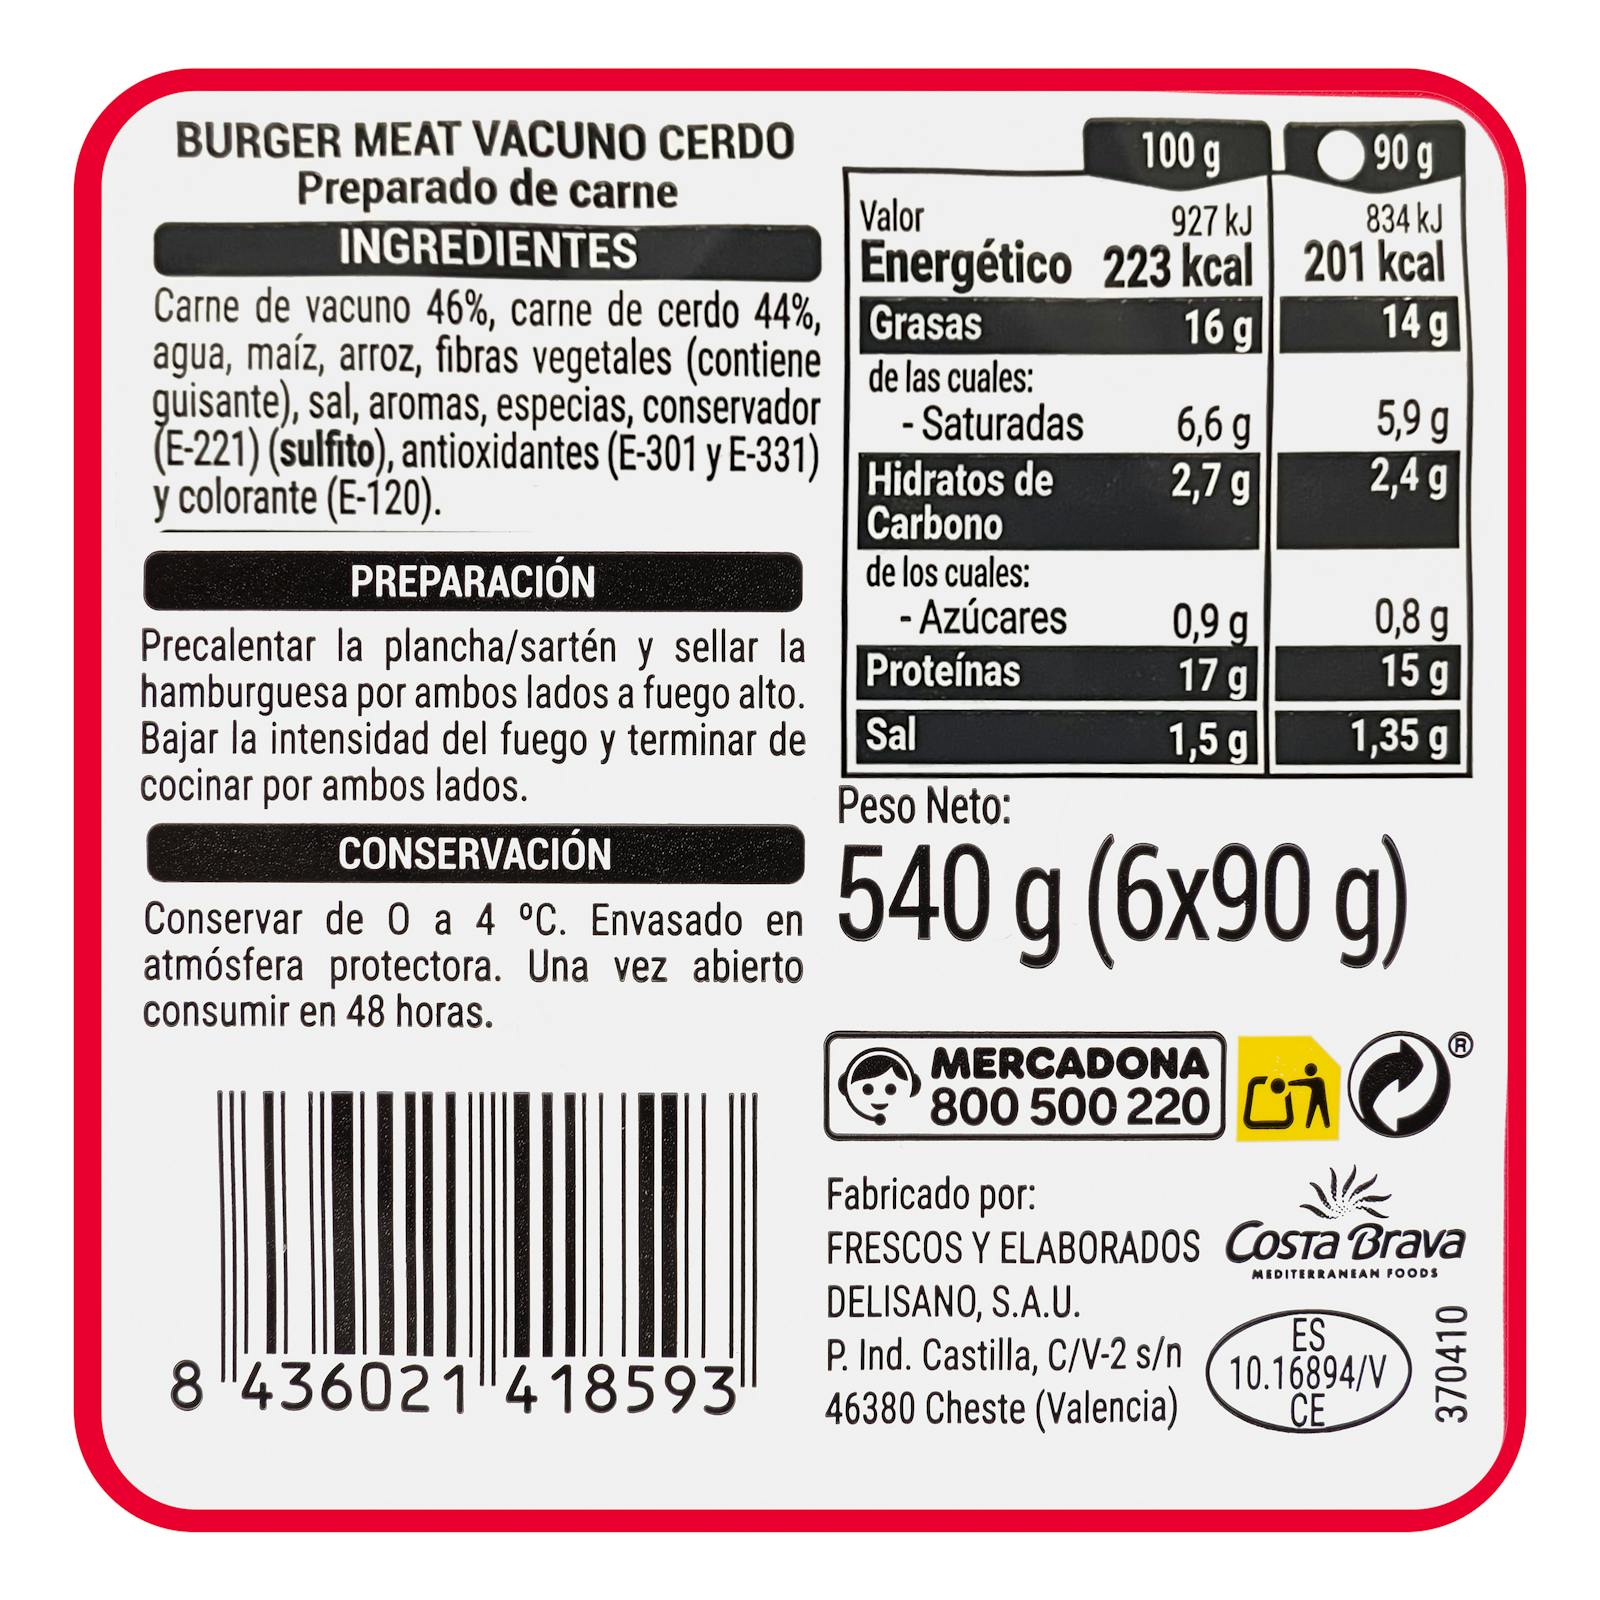 BURGER MEAT VACUNO CERDO
Preparado de carne
INGREDIENTES
Carne de vacuno 46%, carne de cerdo 44%,
agua, maíz, arroz, fibras vegetales (contiene
guisante), sal, aromas, especias, conservador
(E-221) (sulfito), antioxidantes (E-301 y E-331)
y colorante (E-120).
PREPARACIÓN
Precalentar la plancha/sartén y sellar la
hamburguesa por ambos lados a fuego alto.
Bajar la intensidad del fuego y terminar de
cocinar por ambos lados.
CONSERVACIÓN
Conservar de 0 a 4 ºC. Envasado en
atmósfera protectora. Una vez abierto
consumir en 48 horas.
8 436021 418593
100 g 90 g
Valor 927 kJ 834 kJ
Energético 223 kcal 201 kcal
Grasas 16 g 14 g
de las cuales:
- Saturadas 6,6 g 5,9 g
Hidratos de 2,7 g 2,4 g
Carbono
de los cuales:
- Azúcares 0,9 g 0,8 g
Proteínas 17 g 15 g
Sal 1,5 g 1,35 g
Peso Neto:
540 g (6x90 g)
MERCADONA
800 500 220
®
Fabricado por:
FRESCOS Y ELABORADOS
DELISANO, S.A.U.
P. Ind. Castilla, C/V-2 s/n
46380 Cheste (Valencia)
Costa Brava
MEDITERRANEAN FOODS
ES
10.16894/V
CE
370410